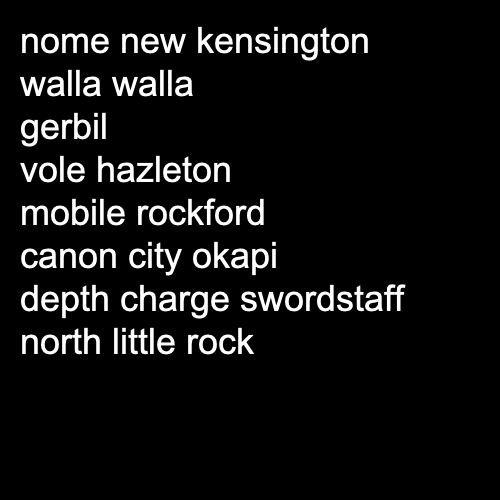 nome new kensington
walla walla
gerbil
vole hazleton
mobile rockford
canon city okapi
depth charge swordstaff
north little rock